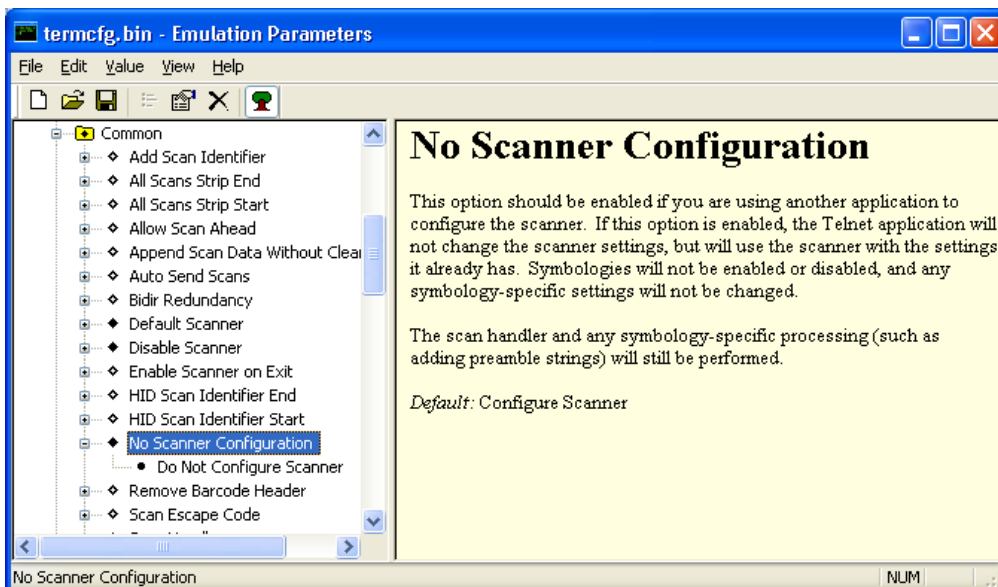 termcfg.bin - Emulation Parameters
File Edit Value View Help
Common
Add Scan Identifier
All Scans Strip End
All Scans Strip Start
Allow Scan Ahead
Append Scan Data Without Clear
Auto Send Scans
Bidir Redundancy
Default Scanner
Disable Scanner
Enable Scanner on Exit
HID Scan Identifier End
HID Scan Identifier Start
No Scanner Configuration
Do Not Configure Scanner
Remove Barcode Header
Scan Escape Code
No Scanner Configuration
This option should be enabled if you are using another application to
configure the scanner. If this option is enabled, the Telnet application will
not change the scanner settings, but will use the scanner with the settings
it already has. Symbologies will not be enabled or disabled, and any
symbology-specific settings will not be changed.
The scan handler and any symbology-specific processing (such as
adding preamble strings) will still be performed.
Default: Configure Scanner
No Scanner Configuration
NUM